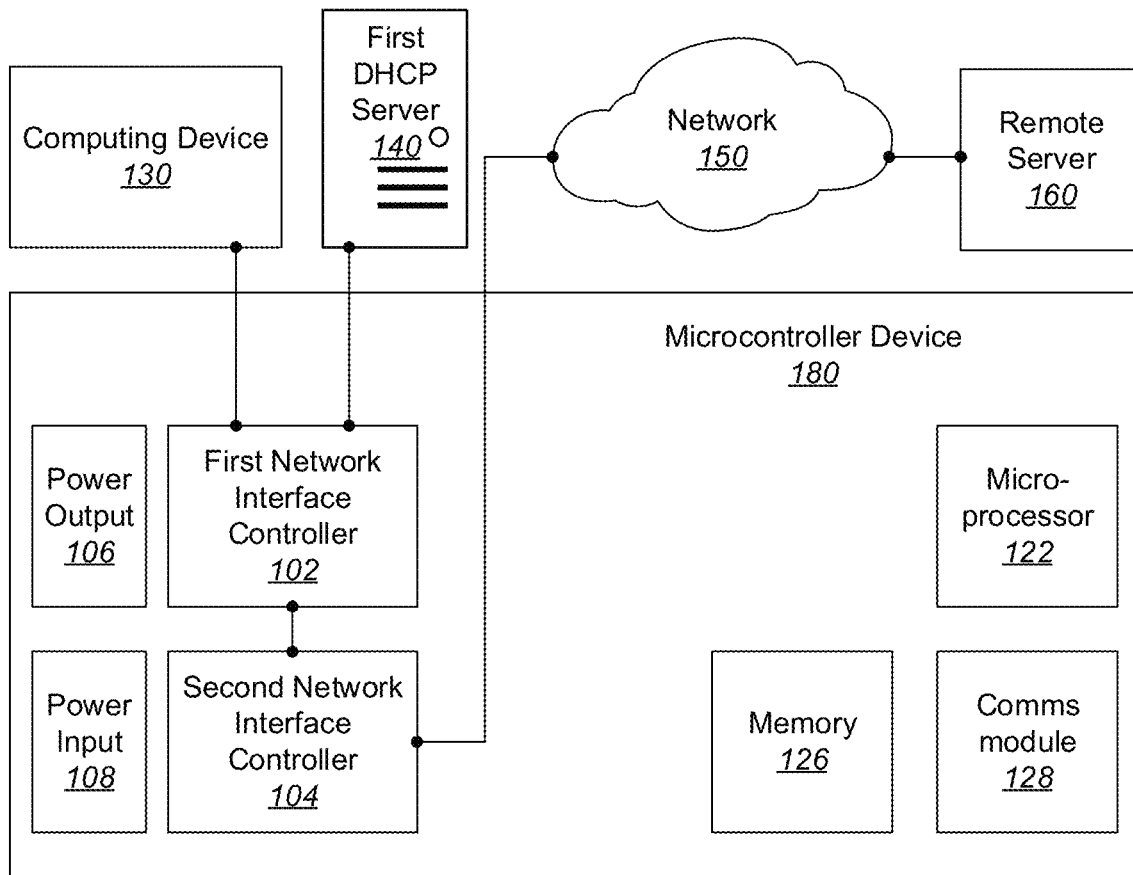 Computing Device
130
First
DHCP
Server
140
Network
150
Remote
Server
160
Microcontroller Device
180
Power
Output
106
First Network
Interface
Controller
102
Micro-
processor
122
Power
Input
108
Second Network
Interface
Controller
104
Memory
126
Comms
module
128